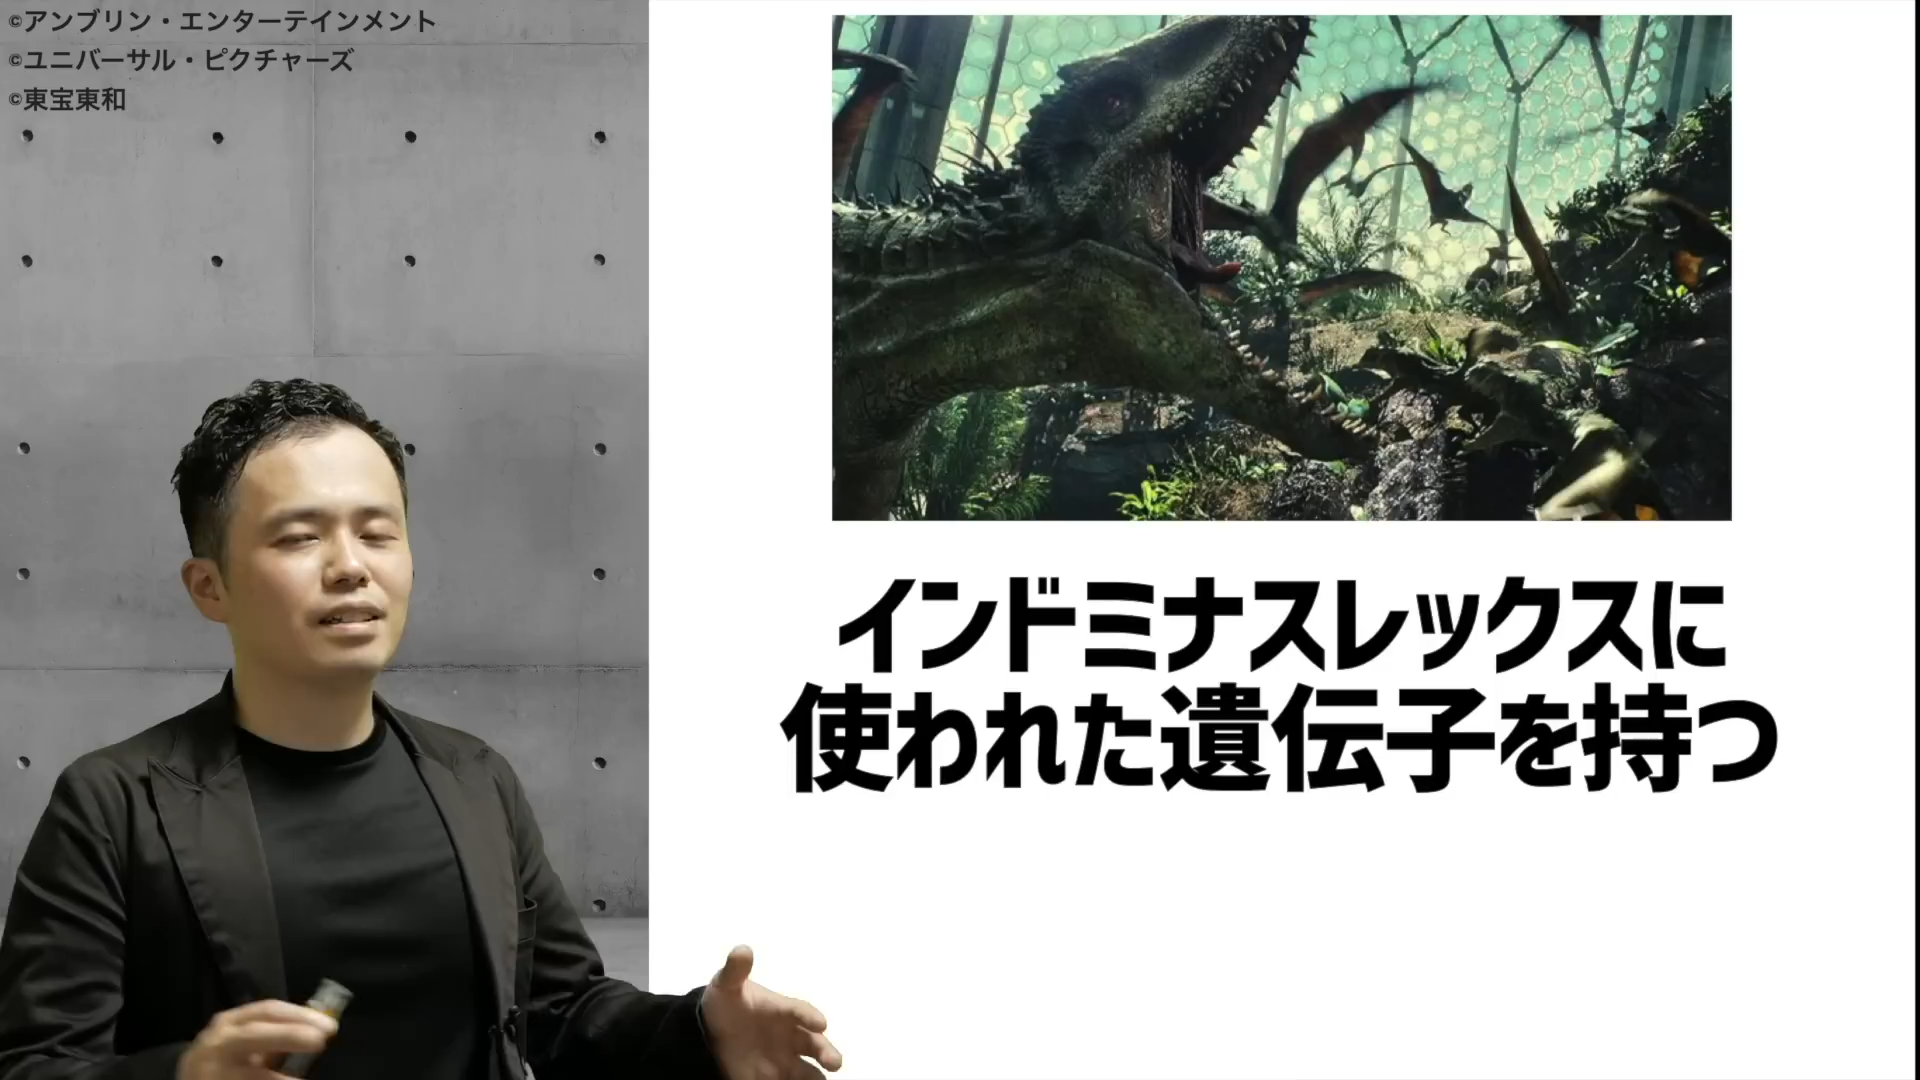 ©アンブリン・エンターテインメント
©ユニバーサル・ピクチャーズ
©東宝東和
インドミナスレックスに
使われた遺伝子を持つ